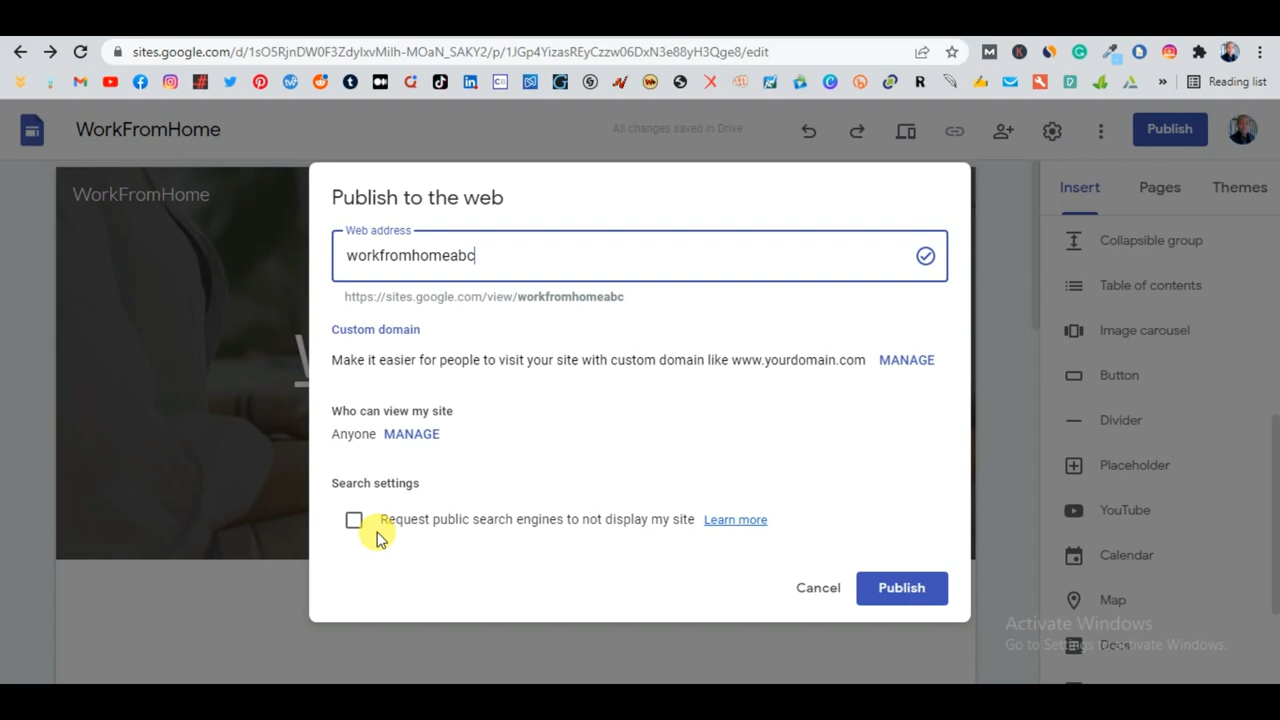 sites.google.com/d/1sO5RjnDW0F3ZdyIxvMiIh-MOaN_SAKY2/p/1JGp4YizasREyCzzw06DxN3e88yH3Qge8/edit
Reading list
WorkFromHome
All changes saved in Drive
Publish
WorkFromHome
Insert
Pages
Themes
Publish to the web
Web address
workfromhomeabc
https://sites.google.com/view/workfromhomeabc
Custom domain
Make it easier for people to visit your site with custom domain like www.yourdomain.com MANAGE
Who can view my site
Anyone MANAGE
Search settings
Request public search engines to not display my site Learn more
Cancel
Publish
Collapsible group
Table of contents
Image carousel
Button
Divider
Placeholder
YouTube
Calendar
Map
Activate Windows
Go to Settings to activate Windows.